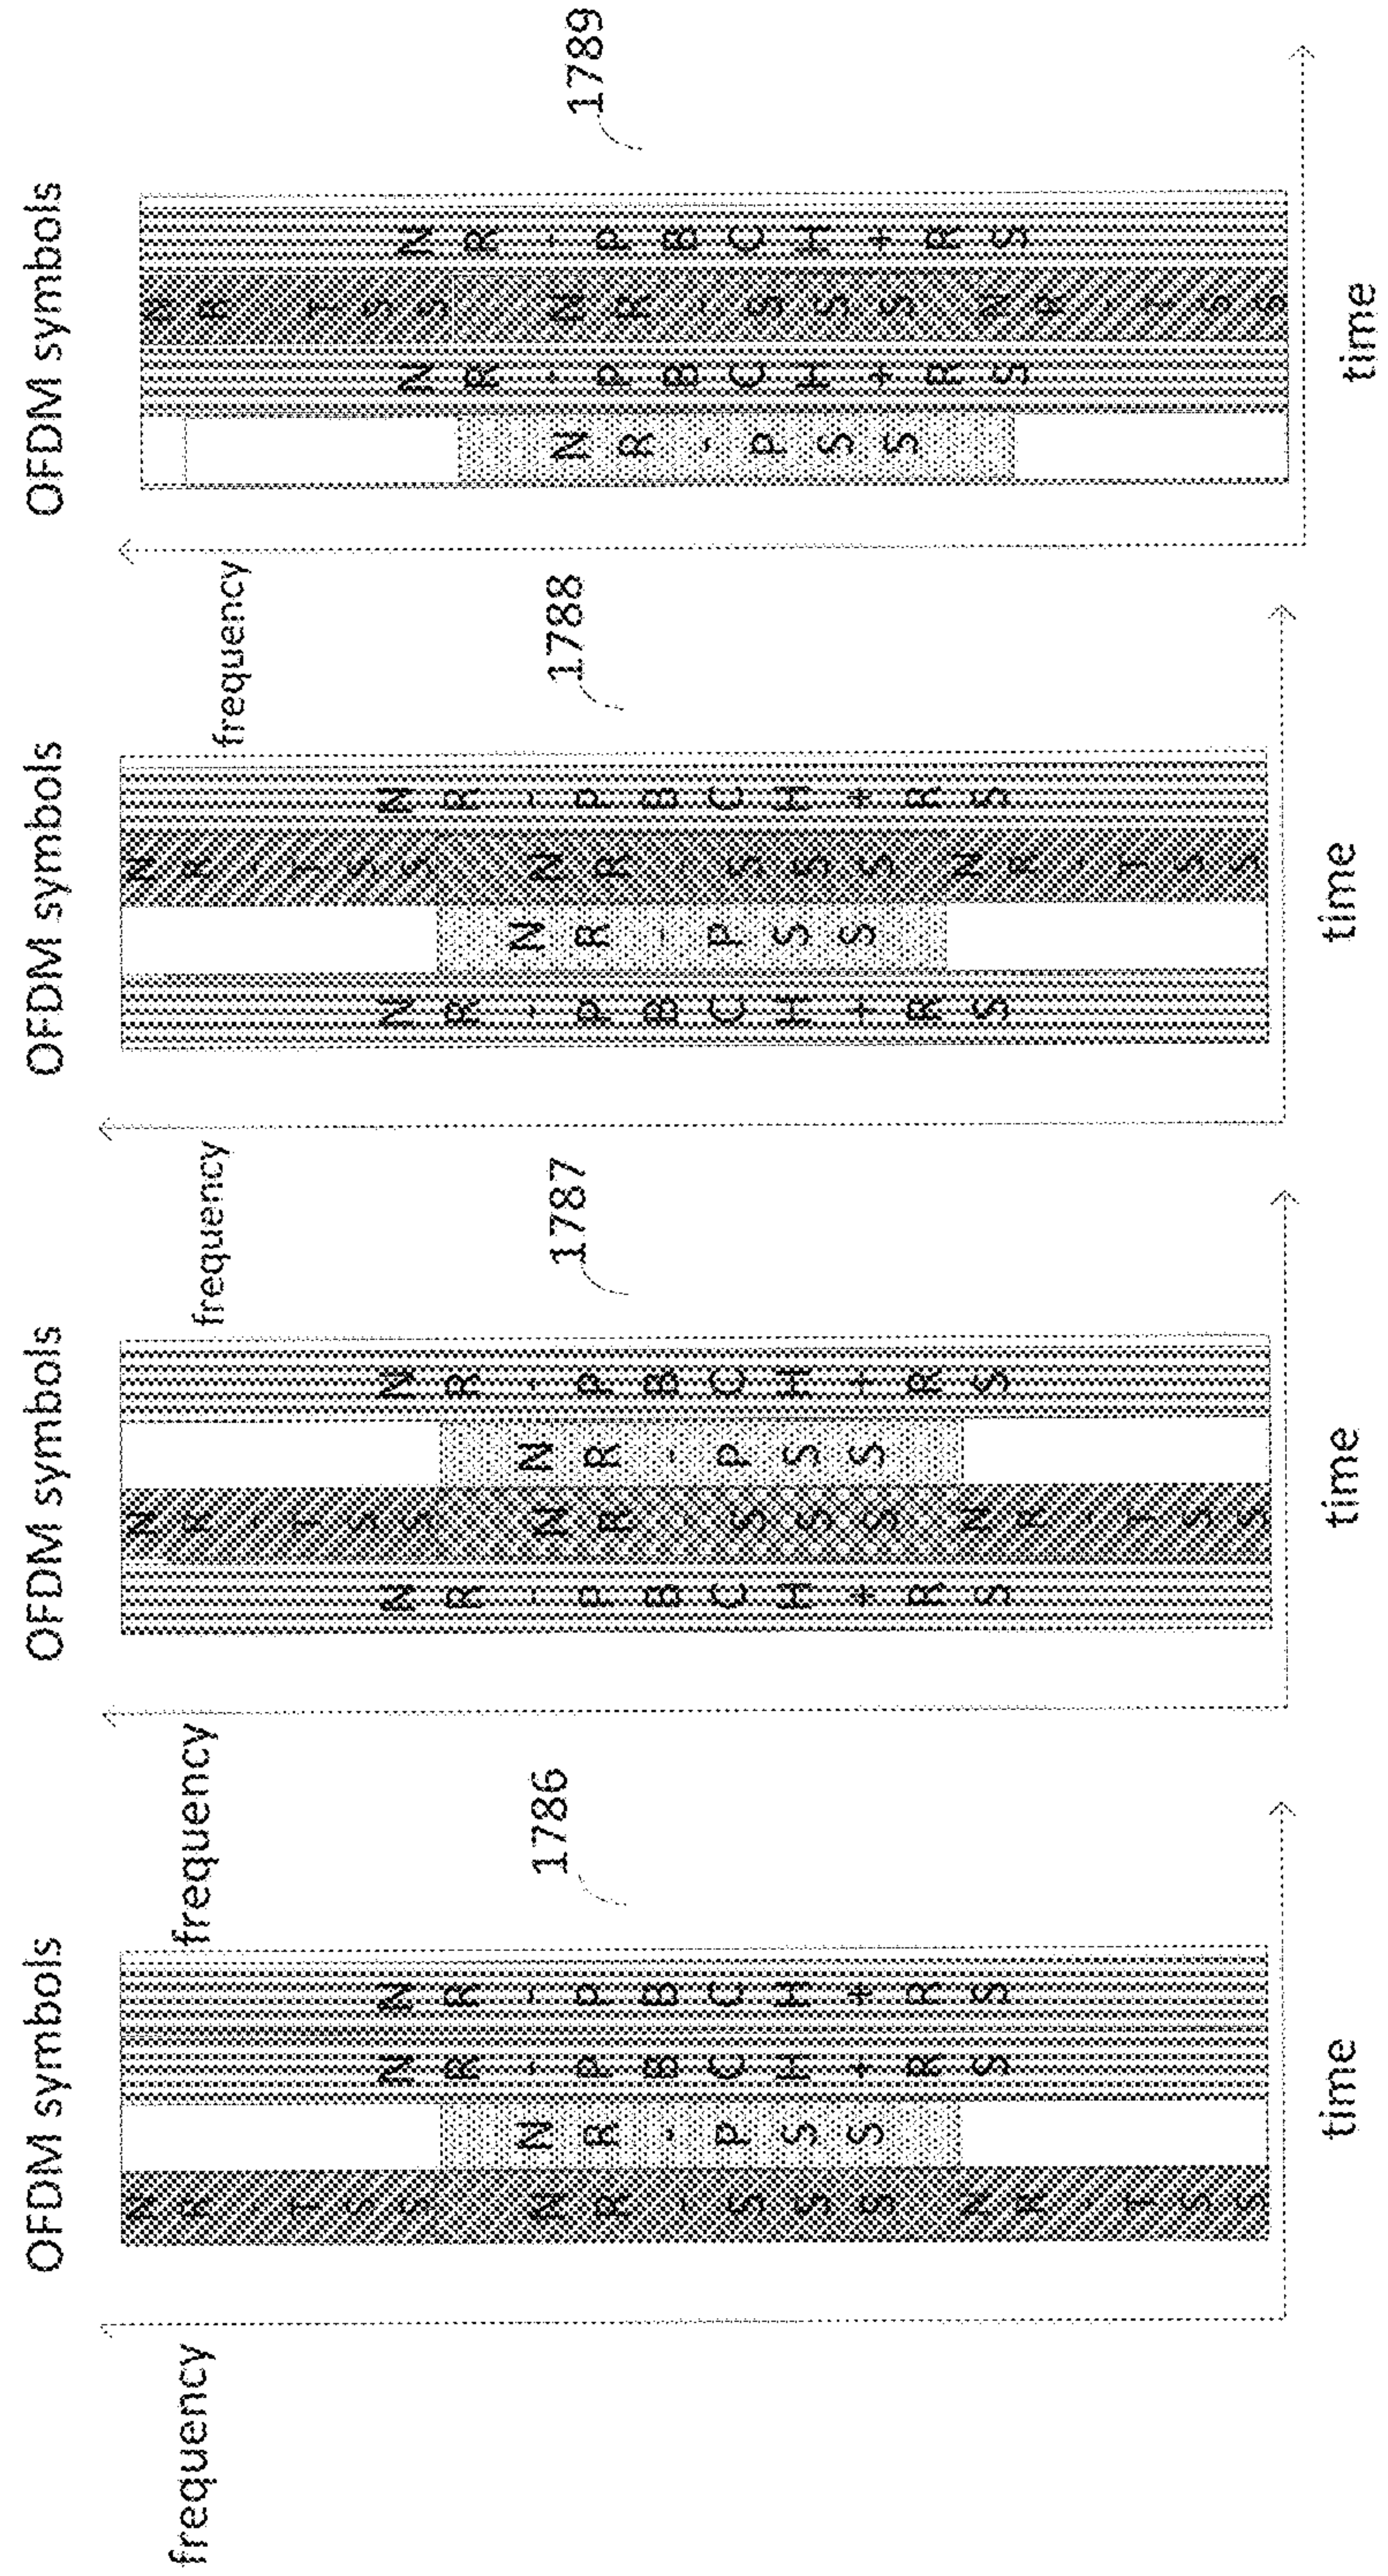 frequency
OFDM symbols
NR-TSS
NR-SSS
NR-TSS
NR-PSS
NR-PBCH+RS
NR-PBCH+RS
1786
time
frequency
OFDM symbols
NR-PBCH+RS
NR-TSS
NR-SSS
NR-TSS
NR-PSS
NR-PBCH+RS
1787
time
frequency
OFDM symbols
NR-PBCH+RS
NR-PSS
NR-TSS
NR-SSS
NR-TSS
NR-PBCH+RS
1788
time
frequency
OFDM symbols
NR-PSS
NR-PBCH+RS
NR-TSS
NR-SSS
NR-TSS
NR-PBCH+RS
1789
time